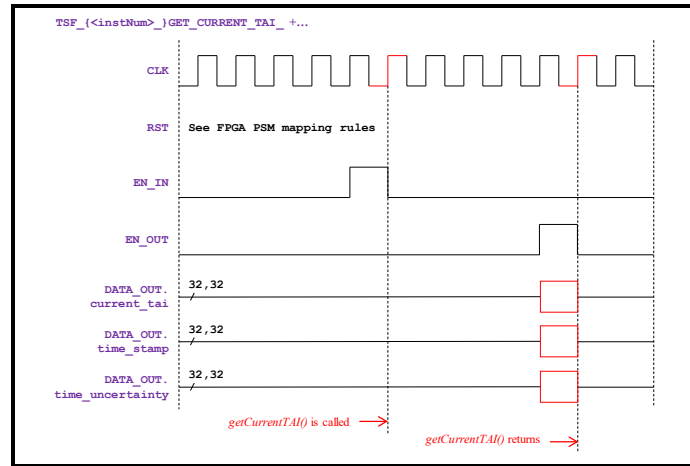 TSF_{<instNum>_}GET_CURRENT_TAI_ +...
CLK
RST See FPGA PSM mapping rules
EN_IN
EN_OUT
DATA_OUT.
current_tai
32,32
DATA_OUT.
time_stamp
32,32
DATA_OUT.
time_uncertainty
32,32
getCurrentTAI() is called
getCurrentTAI() returns